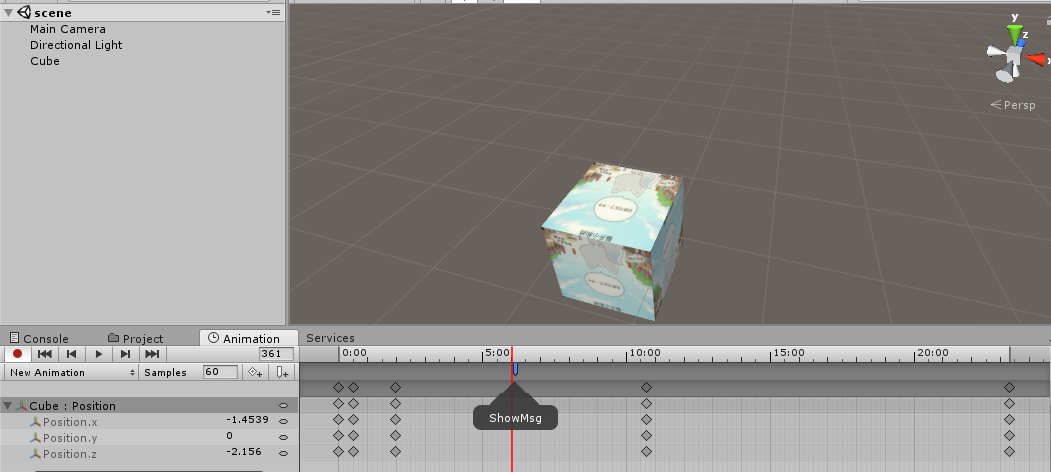 scene
Main Camera
Directional Light
Cube
y
z
x
Persp
Console
Project
Animation
Services
361
0:00
5:00
10:00
15:00
20:00
New Animation
Samples
60
Cube : Position
ShowMsg
Position.x
-1.4539
Position.y
0
Position.z
-2.156